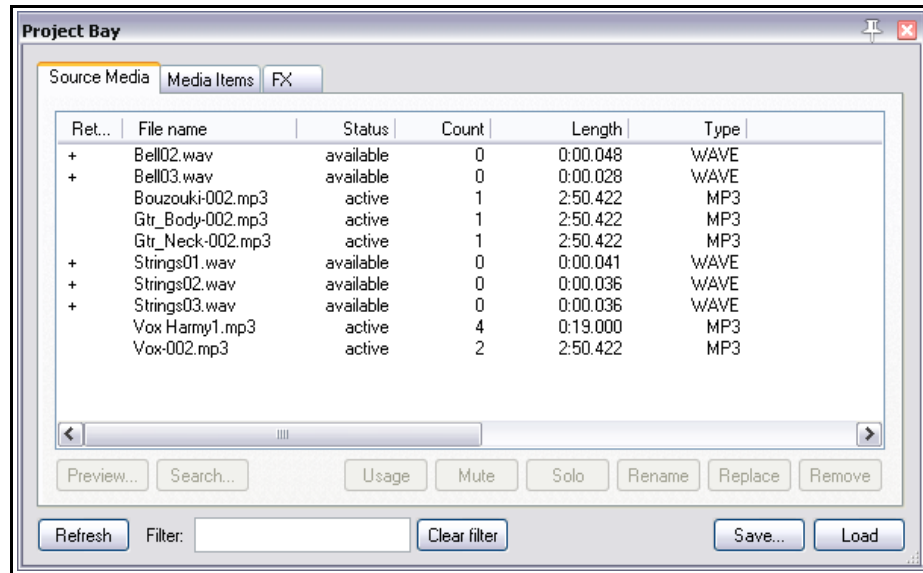 Project Bay
Source Media Media Items FX
Ret... File name Status Count Length Type
+ Bell02.wav available 0 0:00.048 WAVE
+ Bell03.wav available 0 0:00.028 WAVE
Bouzouki-002.mp3 active 1 2:50.422 MP3
Gtr_Body-002.mp3 active 1 2:50.422 MP3
Gtr_Neck-002.mp3 active 1 2:50.422 MP3
+ Strings01.wav available 0 0:00.041 WAVE
+ Strings02.wav available 0 0:00.036 WAVE
+ Strings03.wav available 0 0:00.036 WAVE
Vox Harmy1.mp3 active 4 0:19.000 MP3
Vox-002.mp3 active 2 2:50.422 MP3
Preview... Search... Usage Mute Solo Rename Replace Remove
Refresh Filter: Clear filter Save... Load